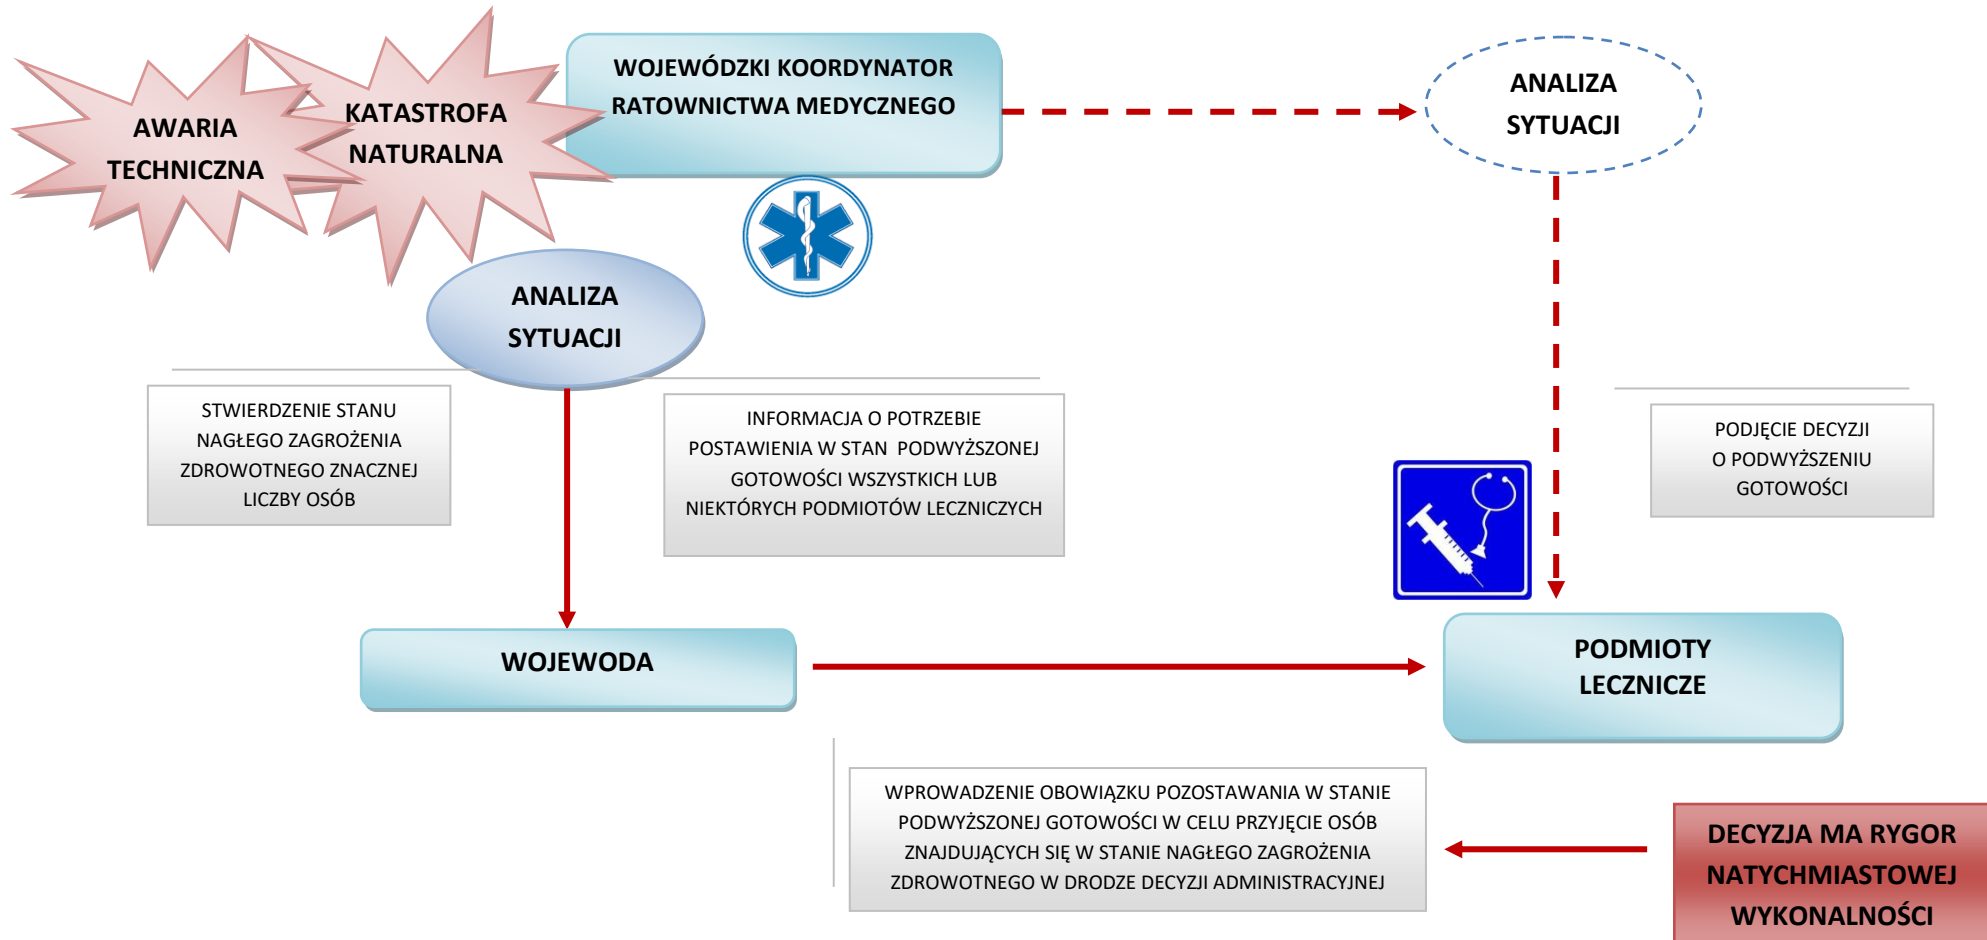 AWARIA
TECHNICZNA
KATASTROFA
NATURALNA
WOJEWÓDZKI KOORDYNATOR
RATOWNICTWA MEDYCZNEGO
ANALIZA
SYTUACJI
ANALIZA
SYTUACJI
STWIERDZENIE STANU
NAGŁEGO ZAGROŻENIA
ZDROWOTNEGO ZNACZNEJ
LICZBY OSÓB
INFORMACJA O POTRZEBIE
POSTAWIENIA W STAN PODWYŻSZONEJ
GOTOWOŚCI WSZYSTKICH LUB
NIEKTÓRYCH PODMIOTÓW LECZNICZYCH
PODJĘCIE DECYZJI
O PODWYŻSZENIU
GOTOWOŚCI
WOJEWODA
PODMIOTY
LECZNICZE
WPROWADZENIE OBOWIĄZKU POZOSTAWANIA W STANIE
PODWYŻSZONEJ GOTOWOŚCI W CELU PRZYJĘCIE OSÓB
ZNAJDUJĄCYCH SIĘ W STANIE NAGŁEGO ZAGROŻENIA
ZDROWOTNEGO W DRODZE DECYZJI ADMINISTRACYJNEJ
DECYZJA MA RYGOR
NATYCHMIASTOWEJ
WYKONALNOŚCI